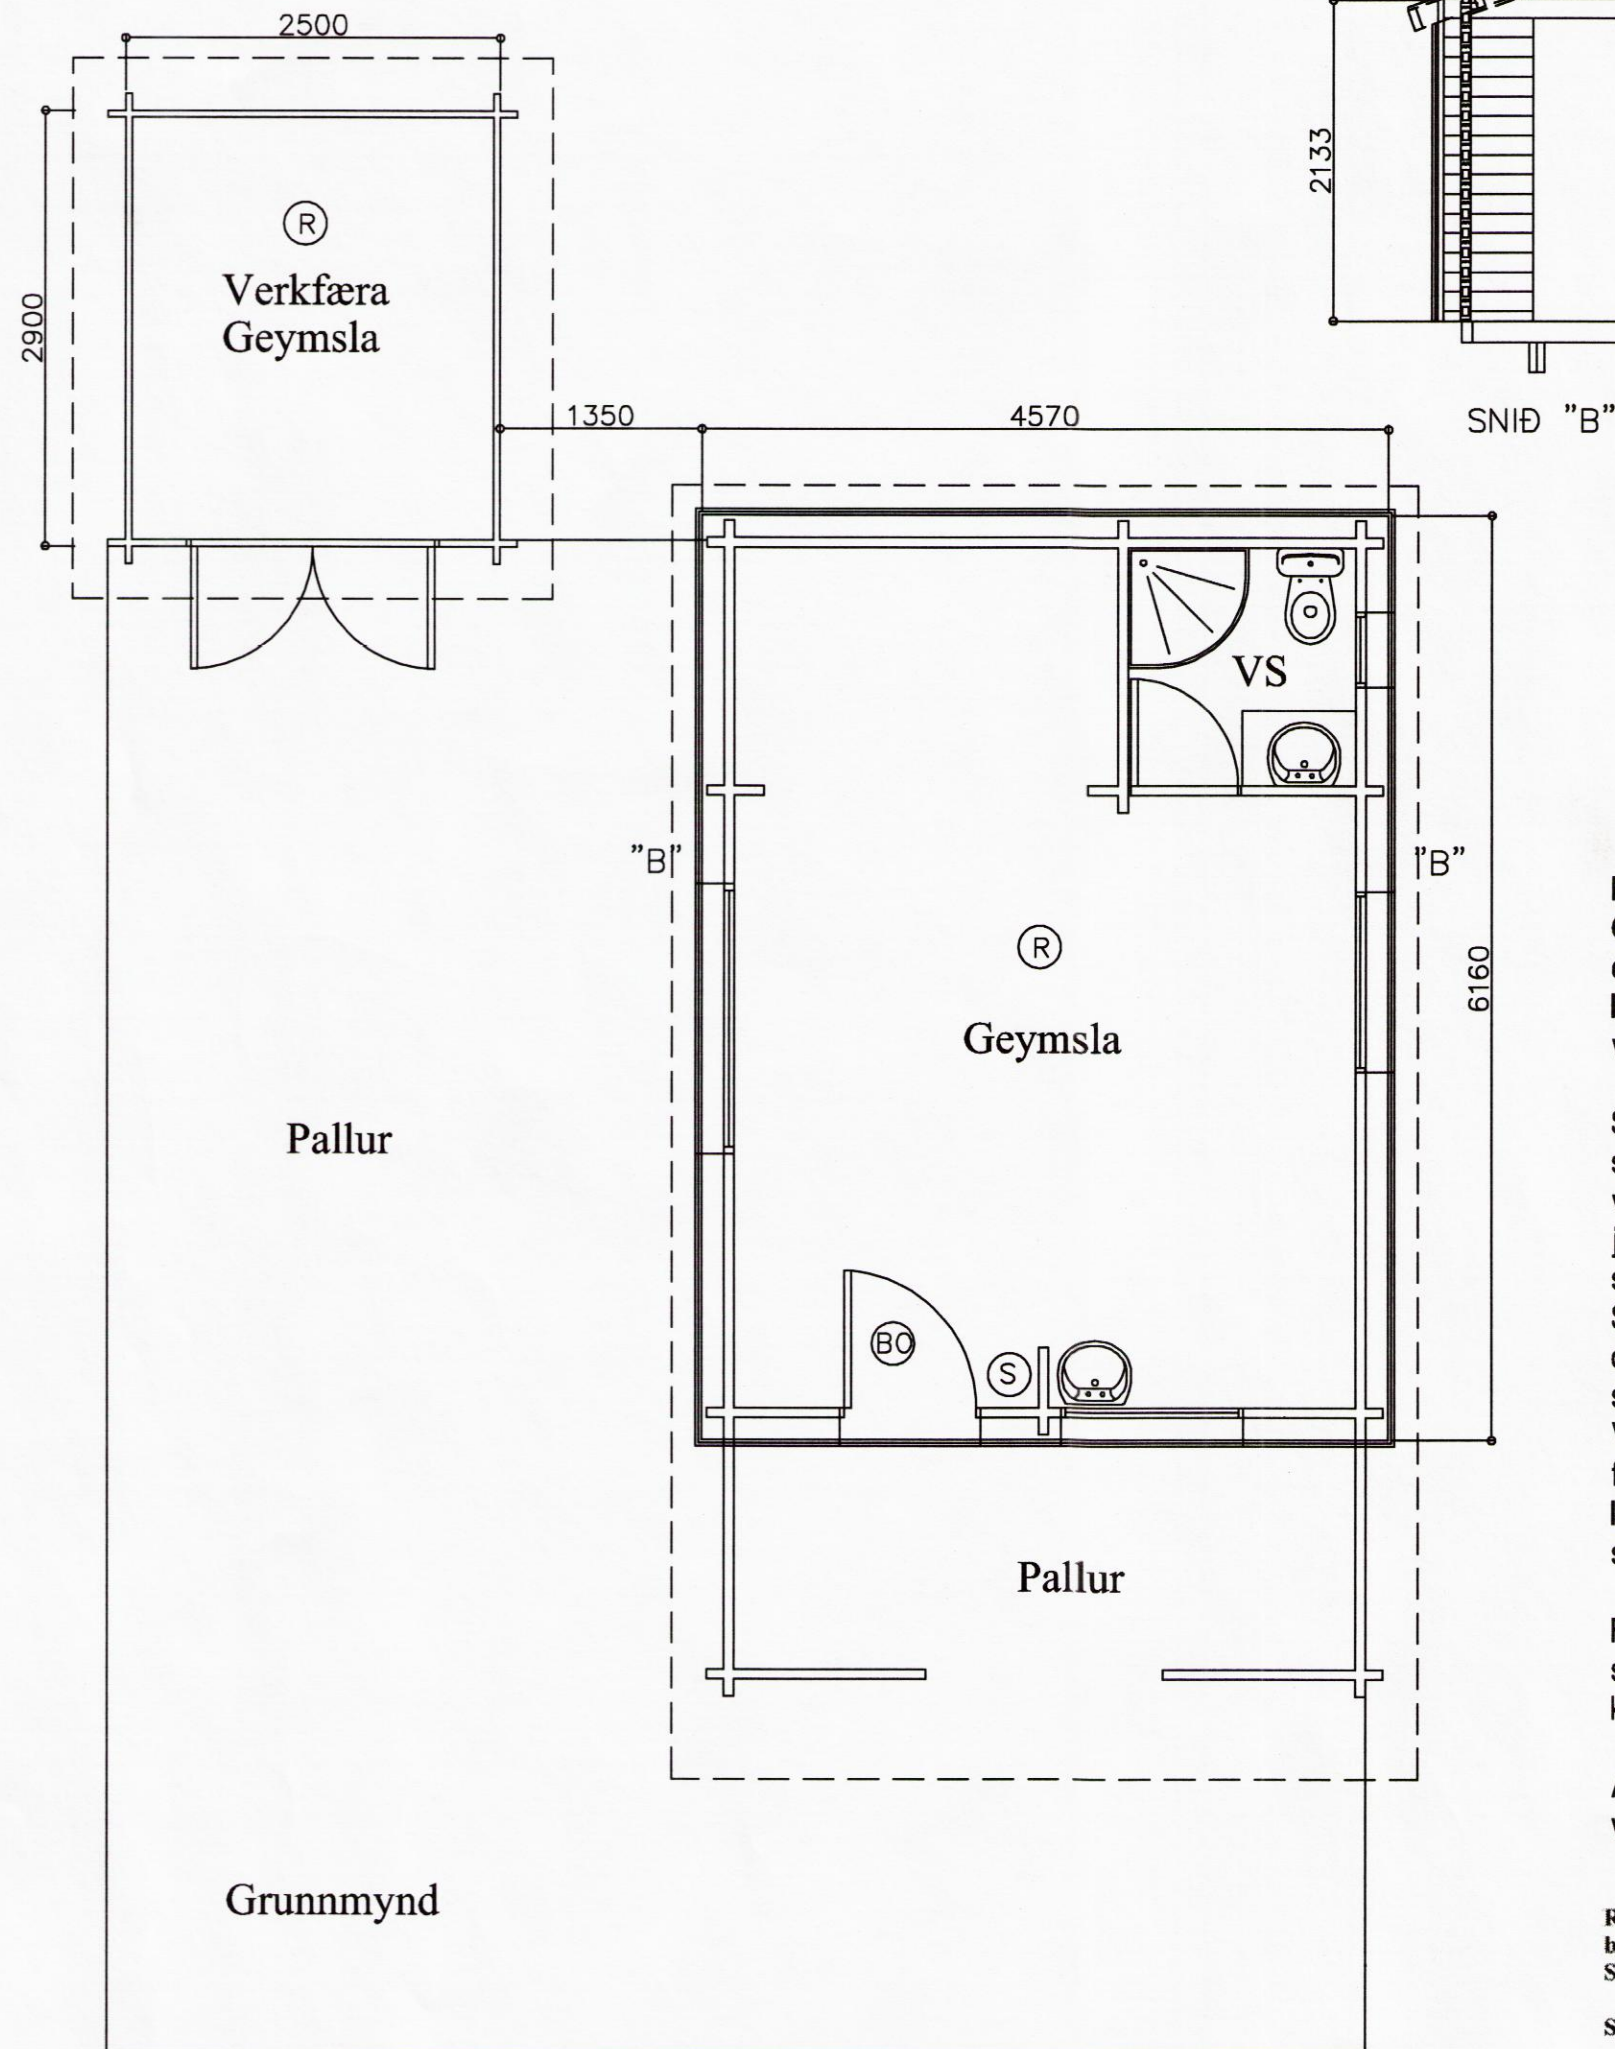 2500
2133
R
Verkfæra
Geymsla
2900
1350
4570
SNIÐ "B"
VS
"B"
"B"
R
6160
Geymsla
Pallur
BO
S
Pallur
Grunnmynd